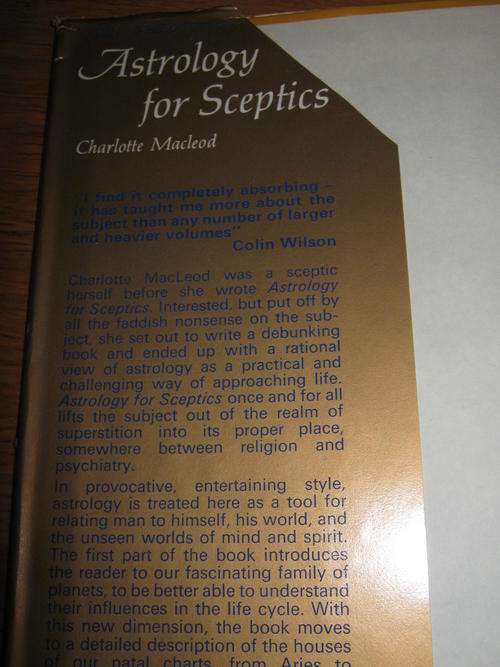 Astrology
for Sceptics
Charlotte Macleod
"I find it completely absorbing –
it has taught me more about the
subject than any number of larger
and heavier volumes"
Colin Wilson
Charlotte MacLeod was a sceptic
herself before she wrote Astrology
for Sceptics. Interested, but put off by
all the faddish nonsense on the sub-
ject, she set out to write a debunking
book and ended up with a rational
view of astrology as a practical and
challenging way of approaching life.
Astrology for Sceptics once and for all
lifts the subject out of the realm of
superstition into its proper place,
somewhere between religion and
psychiatry.
In provocative, entertaining style,
astrology is treated here as a tool for
relating man to himself, his world, and
the unseen worlds of mind and spirit.
The first part of the book introduces
the reader to our fascinating family of
planets, to be better able to understand
their influences in the life cycle. With
this new dimension, the book moves
to a detailed description of the houses
of our natal charts, from Aries to